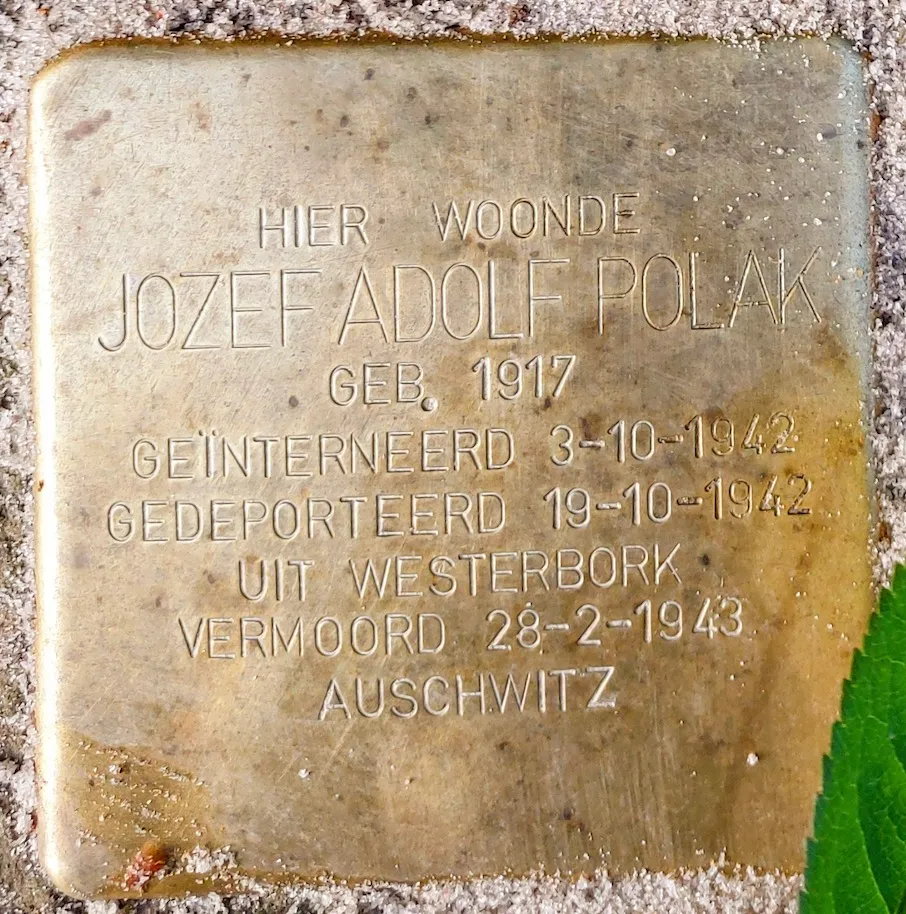 HIER WOONDE
JOZEF ADOLF POLAK
GEB. 1917
GEÏNTERNEERD 3-10-1942
GEDEPORTEERD 19-10-1942
UIT WESTERBORK
VERMOORD 28-2-1943
AUSCHWITZ